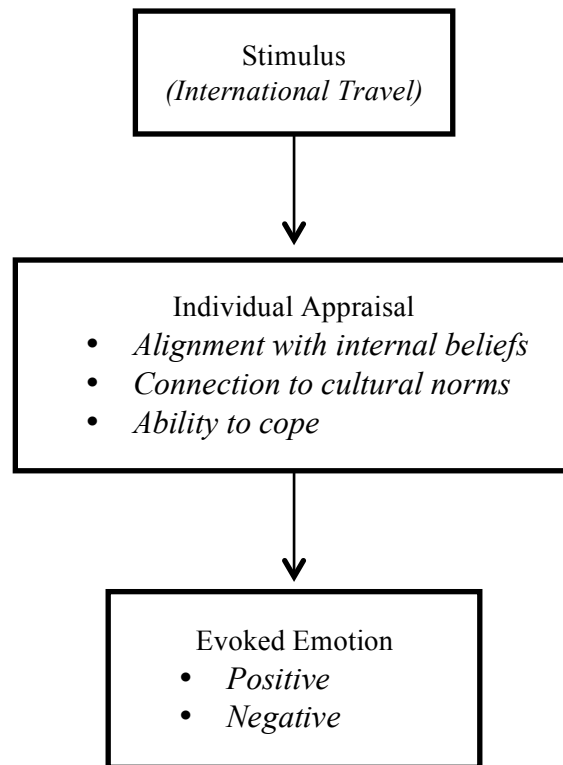 Stimulus
(International Travel)
Individual Appraisal
• Alignment with internal beliefs
• Connection to cultural norms
• Ability to cope
Evoked Emotion
• Positive
• Negative